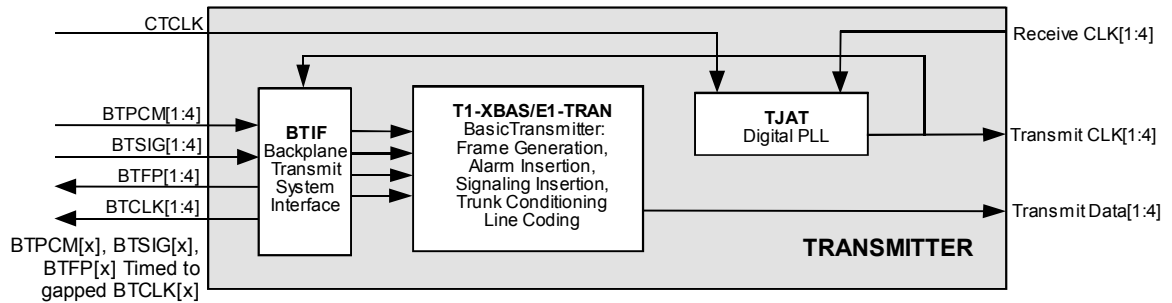 CTCLK
Receive CLK[1:4]
BTPCM[1:4]
BTSIG[1:4]
BTFP[1:4]
BTCLK[1:4]
BTPCM[x], BTSIG[x],
BTFP[x] Timed to
gapped BTCLK[x]
BTIF
Backplane
Transmit
System
Interface
T1-XBAS/E1-TRAN
BasicTransmitter:
Frame Generation,
Alarm Insertion,
Signaling Insertion,
Trunk Conditioning
Line Coding
TJAT
Digital PLL
Transmit CLK[1:4]
Transmit Data[1:4]
TRANSMITTER